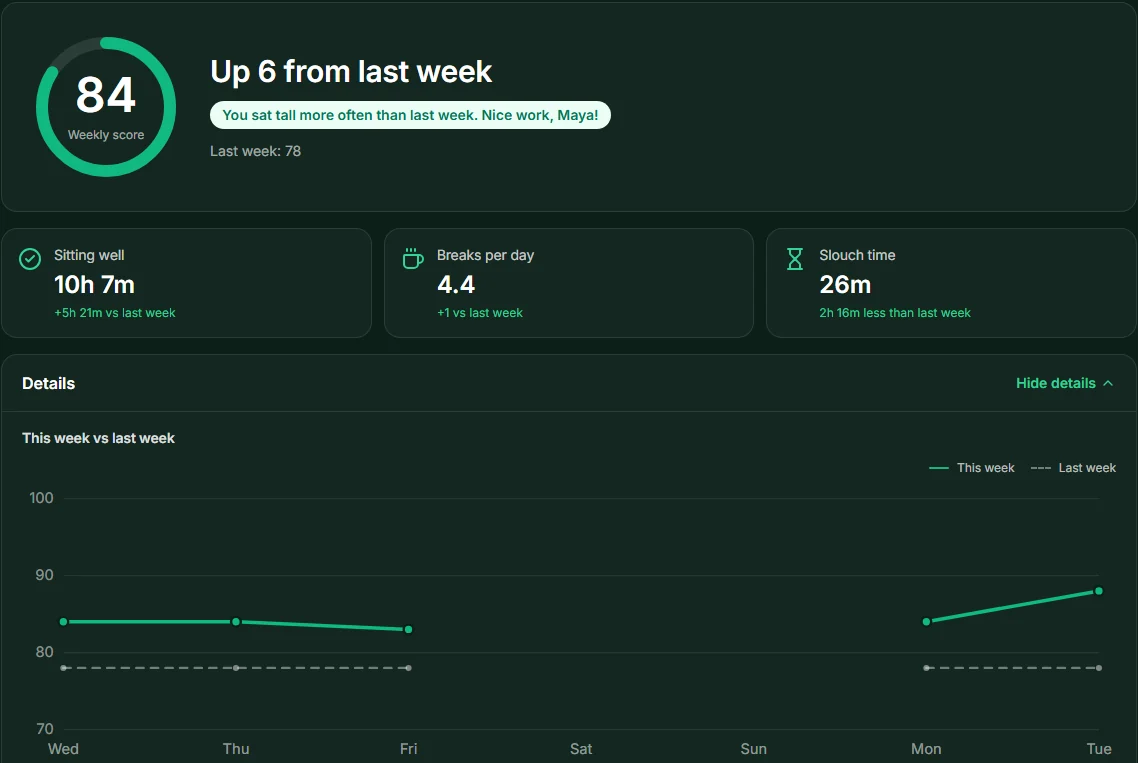 84
Weekly score
Up 6 from last week
You sat tall more often than last week. Nice work, Maya!
Last week: 78
Sitting well
10h 7m
+5h 21m vs last week
Breaks per day
4.4
+1 vs last week
Slouch time
26m
2h 16m less than last week
Details
Hide details
This week vs last week
This week
Last week
100
90
80
70
Wed
Thu
Fri
Sat
Sun
Mon
Tue